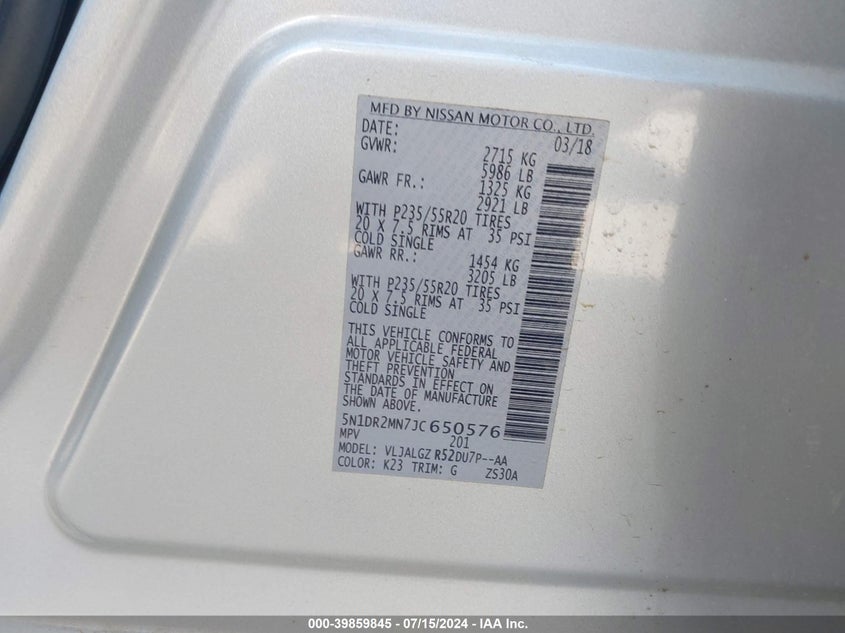 MFD BY NISSAN MOTOR CO., LTD.
DATE: 03/18
GVWR: 2715 KG
5986 LB
GAWR FR.: 1325 KG
2921 LB
WITH P235/55R20 TIRES
20 X 7.5 RIMS AT 35 PSI
COLD SINGLE
GAWR RR.: 1454 KG
3205 LB
WITH P235/55R20 TIRES
20 X 7.5 RIMS AT 35 PSI
COLD SINGLE
THIS VEHICLE CONFORMS TO
ALL APPLICABLE FEDERAL
MOTOR VEHICLE SAFETY AND
THEFT PREVENTION
STANDARDS IN EFFECT ON
THE DATE OF MANUFACTURE
SHOWN ABOVE.
5N1DR2MN7JC650576
MPV 201
MODEL: VLJALGZ R52DU7P--AA
COLOR: K23 TRIM: G ZS30A
000-39859845 - 07/15/2024 - IAA Inc.